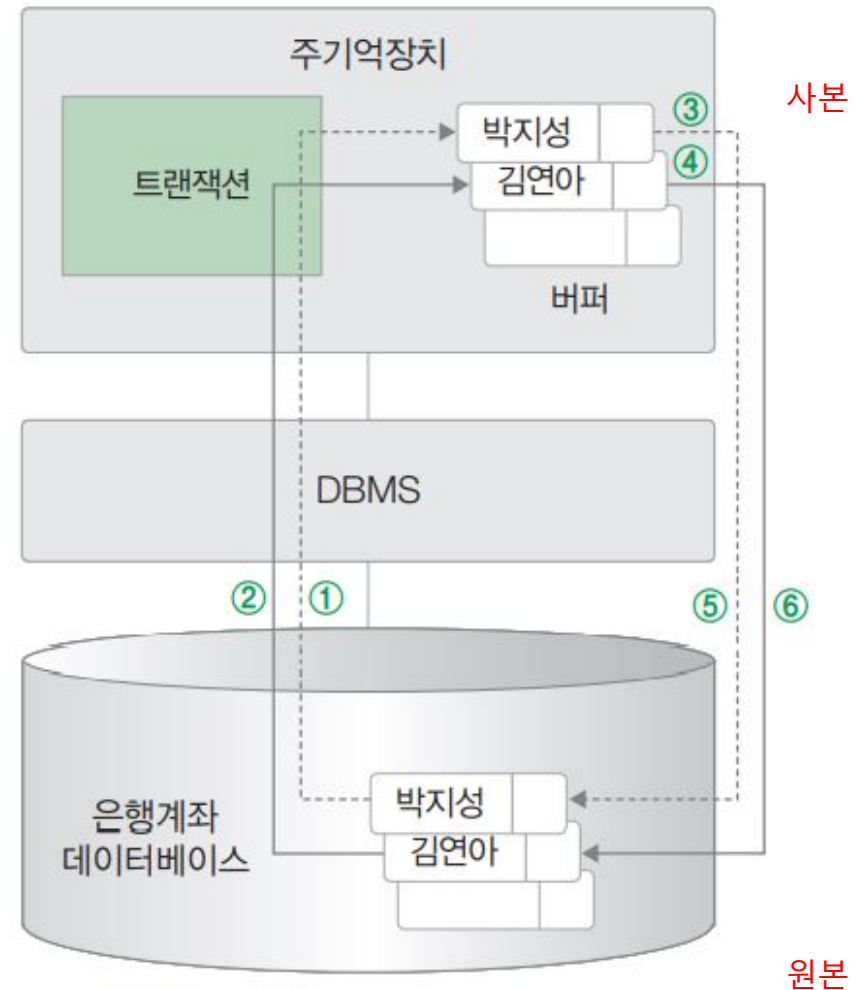 주기억장치
사본
트랜잭션
박지성
③
김연아
④
버퍼
DBMS
②
①
⑤
⑥
은행계좌
데이터베이스
박지성
김연아
원본